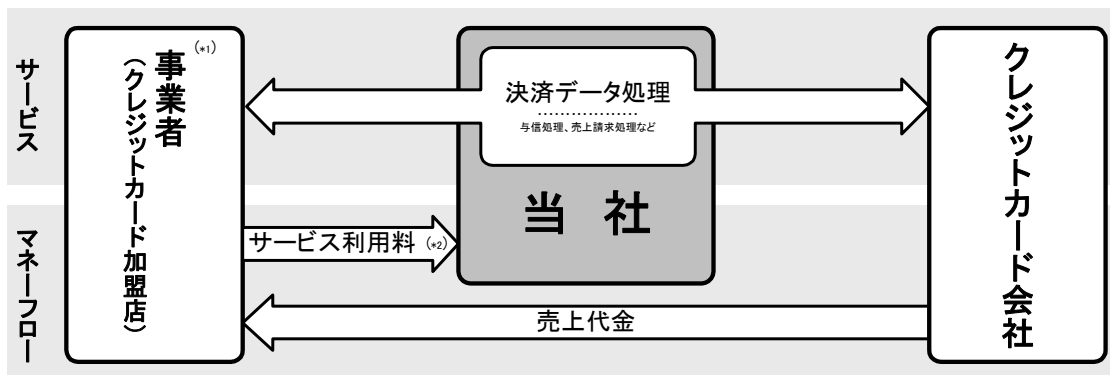 サービス
事業者(*1)
(クレジットカード加盟店)
決済データ処理
与信処理、売上請求処理など
当 社
クレジットカード会社
マネーフロー
サービス利用料(*2)
売上代金